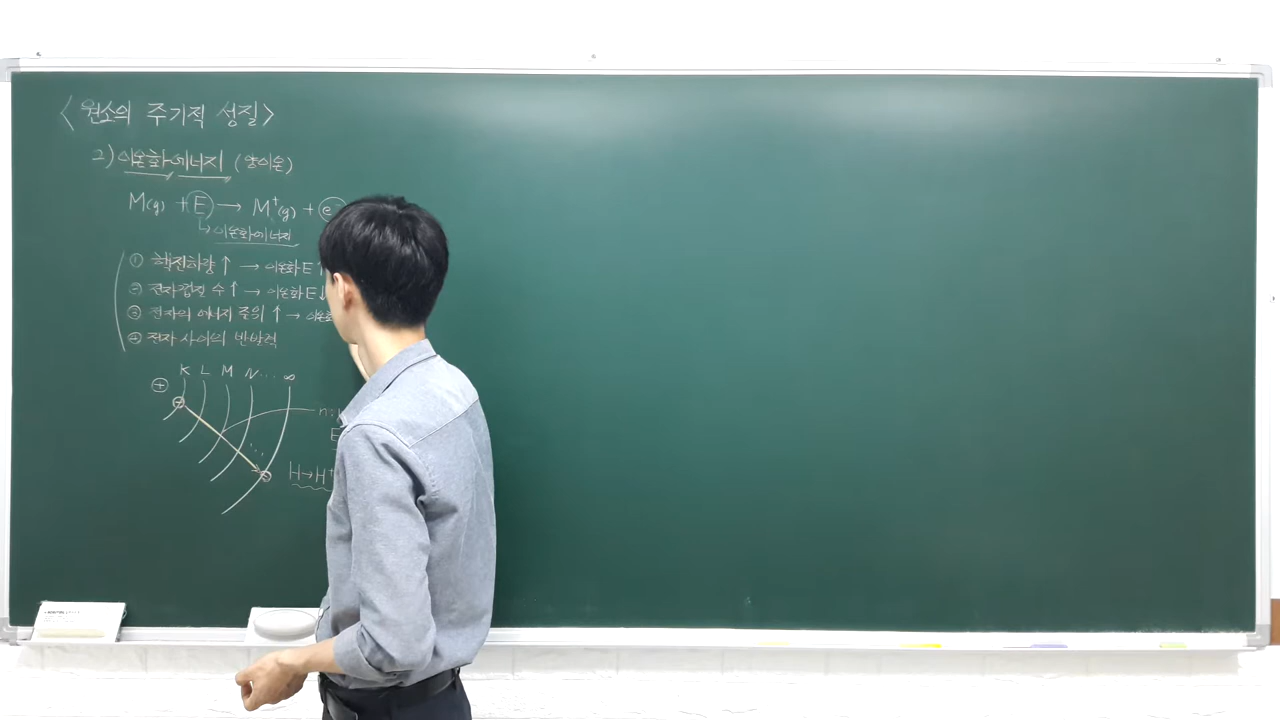 <원소의 주기적 성질>
2) 이온화에너지 (양이온)
M(g) + E → M⁺(g) + e⁻
↳ 이온화에너지
① 핵전하량 ↑ → 이온화 E ↑
② 전자껍질 수 ↑ → 이온화 E ↓
③ 전자의 에너지 준위 ↑ → 이온화
④ 전자 사이의 반발력
K L M N ... ∞
⊕
n:
E
H→H⁺